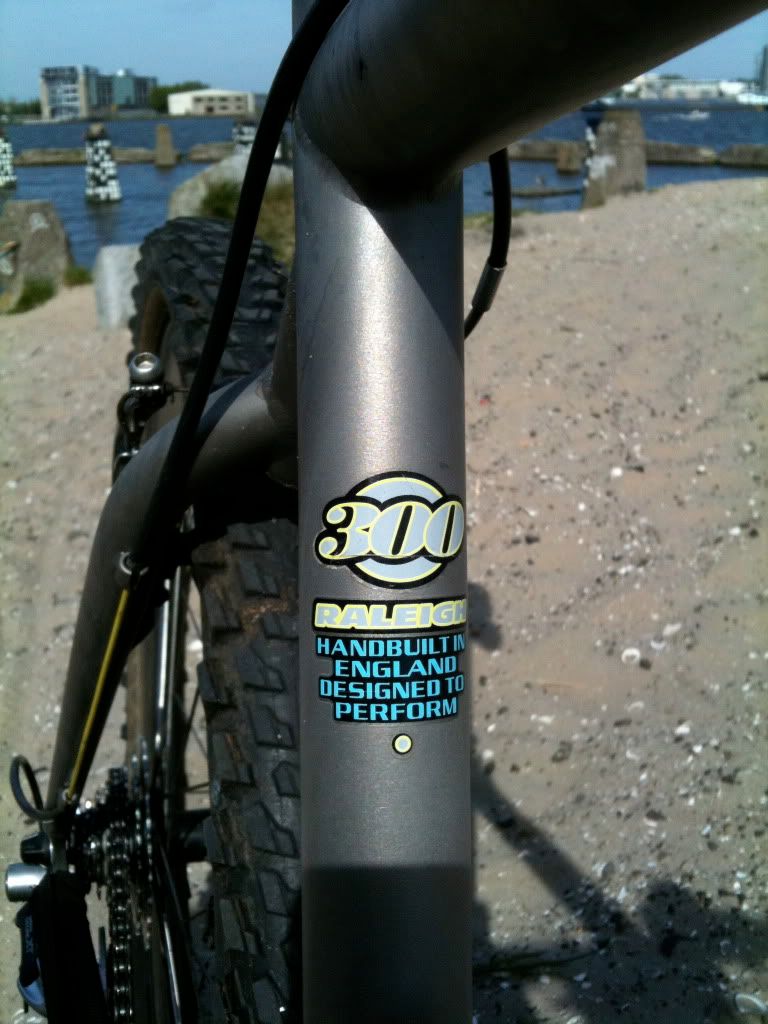 300
RALEIGH
HANDBUILT IN
ENGLAND
DESIGNED TO
PERFORM